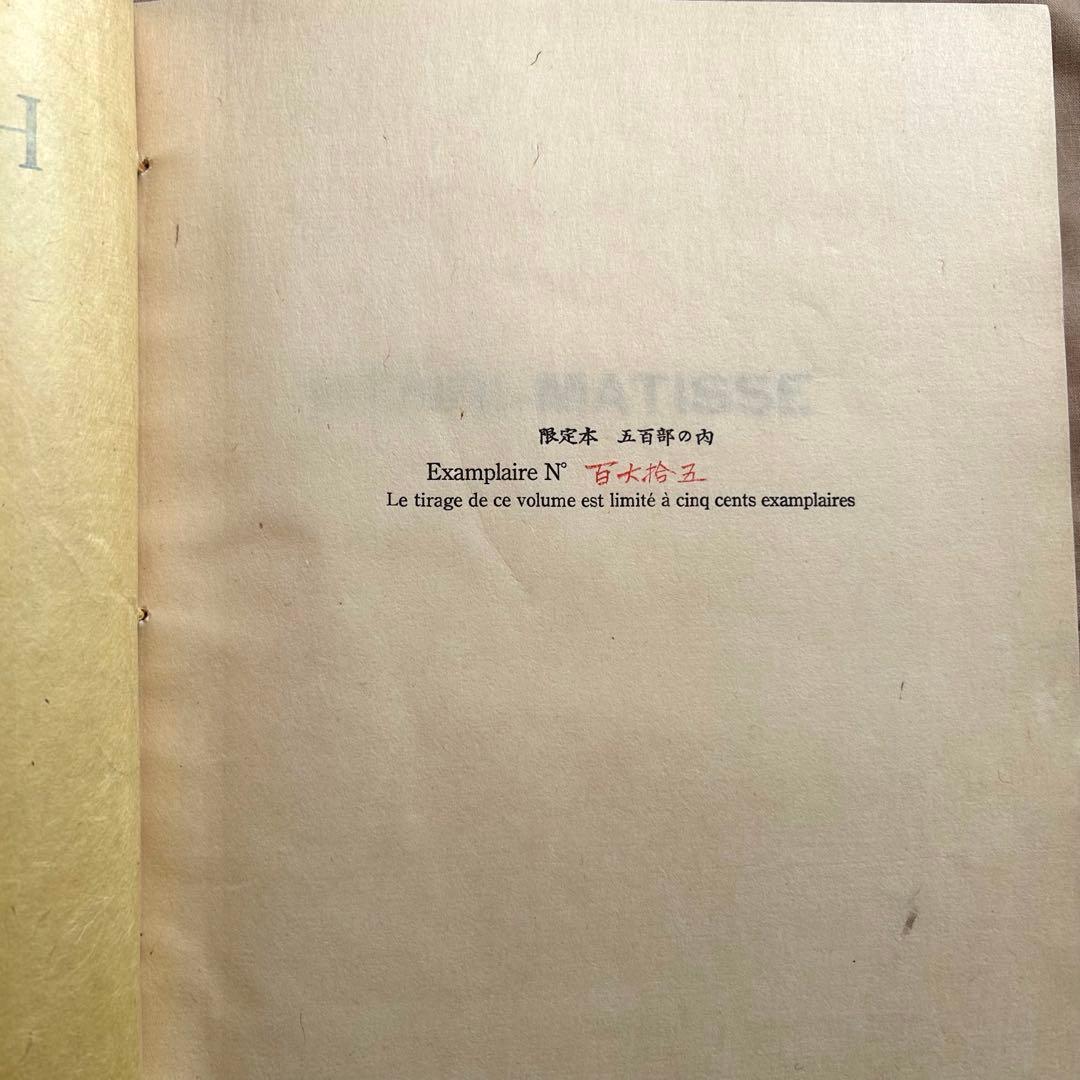 H
MATISSE
限定本 五百部の内
Examplaire N° 百六拾五
Le tirage de ce volume est limité à cinq cents examplaires